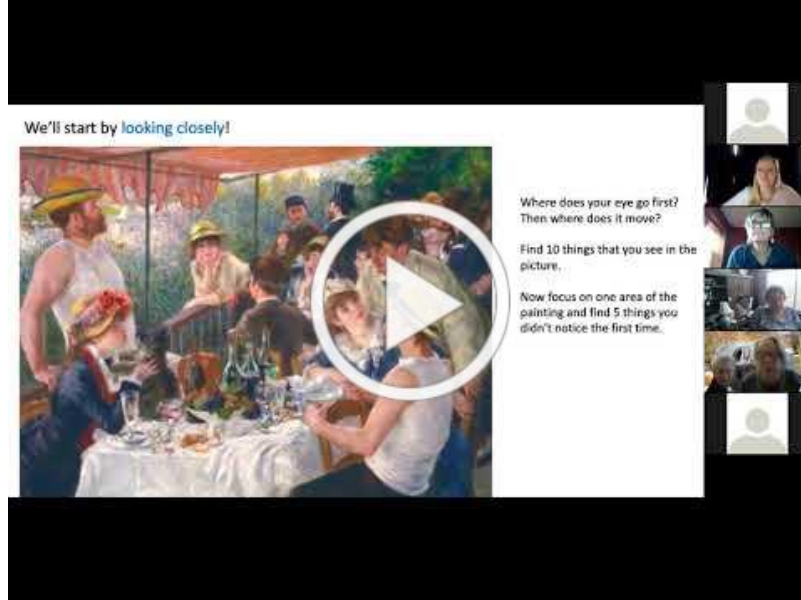 We'll start by looking closely!
Where does your eye go first?
Then where does it move?
Find 10 things that you see in the
picture.
Now focus on one area of the
painting and find 5 things you
didn't notice the first time.